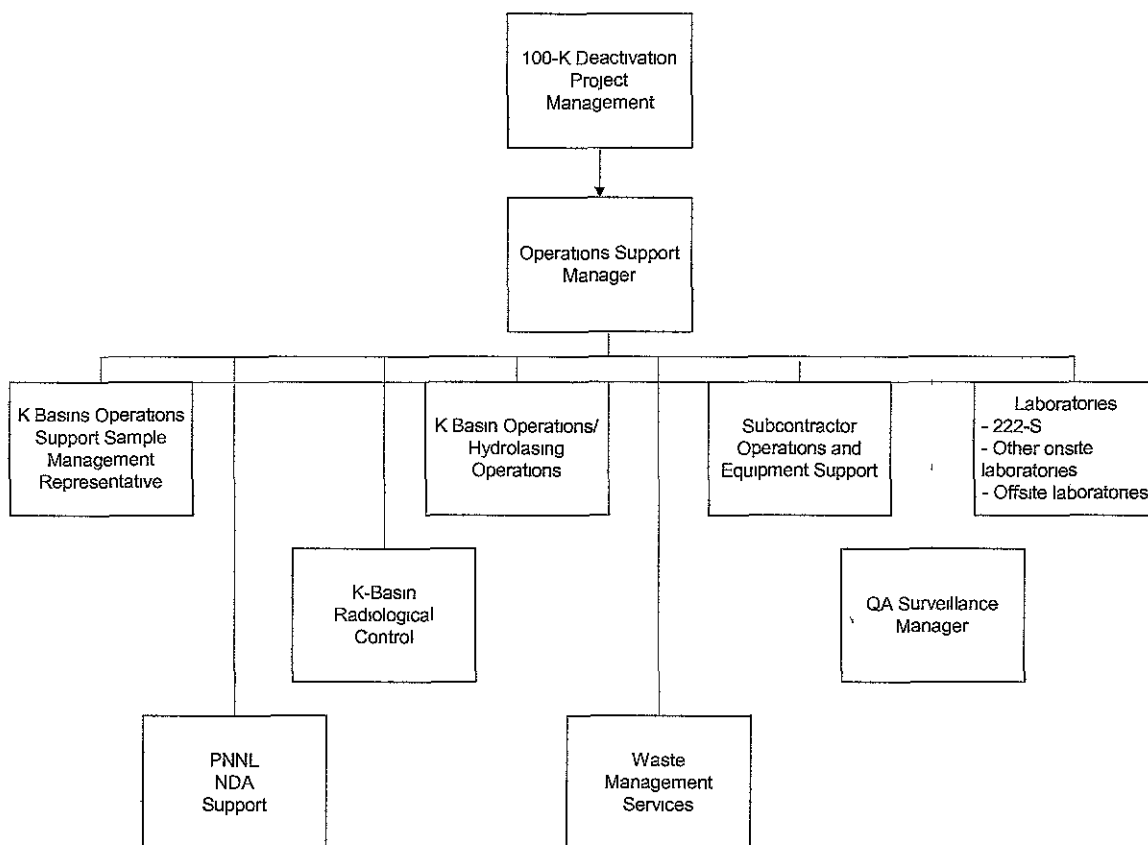 100-K Deactivation
Project
Management
Operations Support
Manager
K Basins Operations
Support Sample
Management
Representative
K Basin Operations/
Hydrolasing
Operations
Subcontractor
Operations and
Equipment Support
Laboratories
- 222-S
- Other onsite
laboratories
- Offsite laboratories
K-Basin
Radiological
Control
QA Surveillance
Manager
PNNL
NDA
Support
Waste
Management
Services